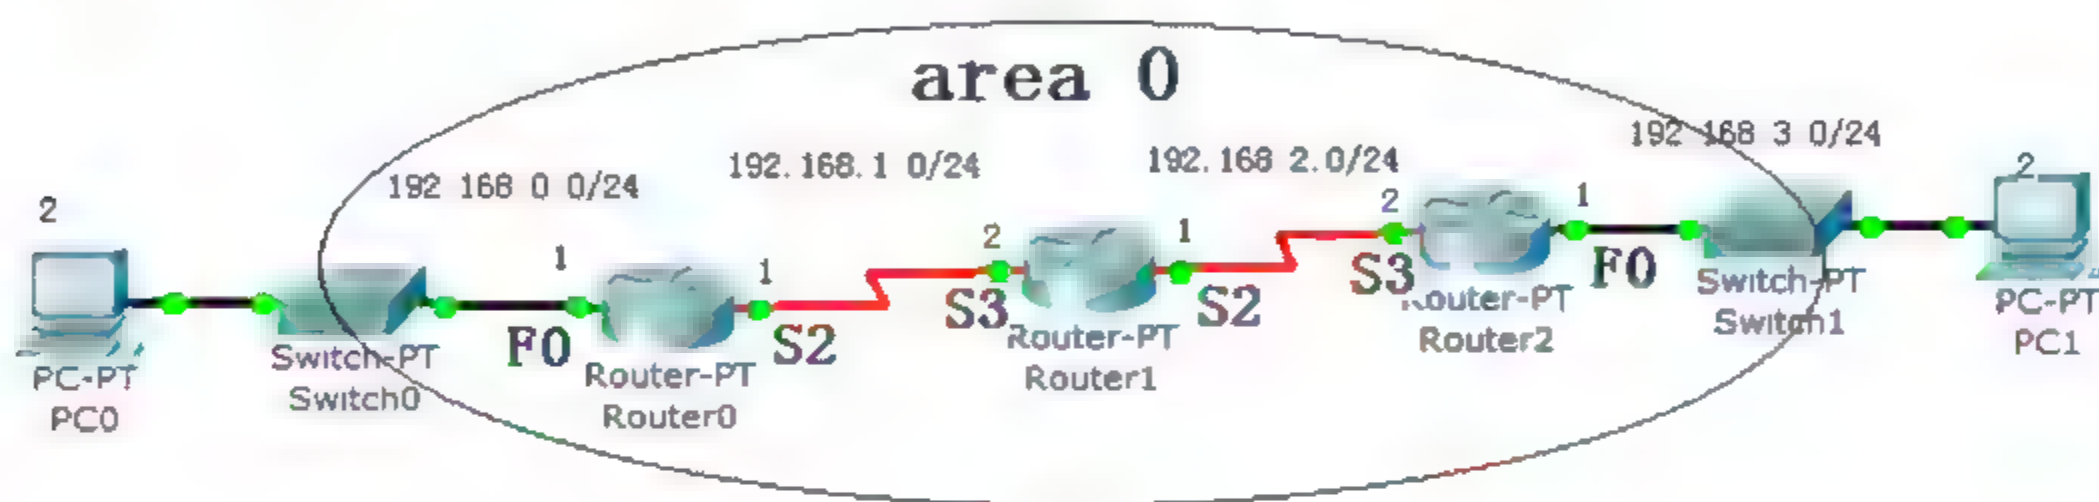 area 0
192 168 3 0/24
192.168.1 0/24
192.168 2.0/24
192 168 0 0/24
2
2
2
1
2
1
1
1
F0
S2
S3
S2
S3
F0
PC-PT
PC0
Switch-PT
Switch0
Router-PT
Router0
Router-PT
Router1
Router-PT
Router2
Switch-PT
Switch1
PC-PT
PC1